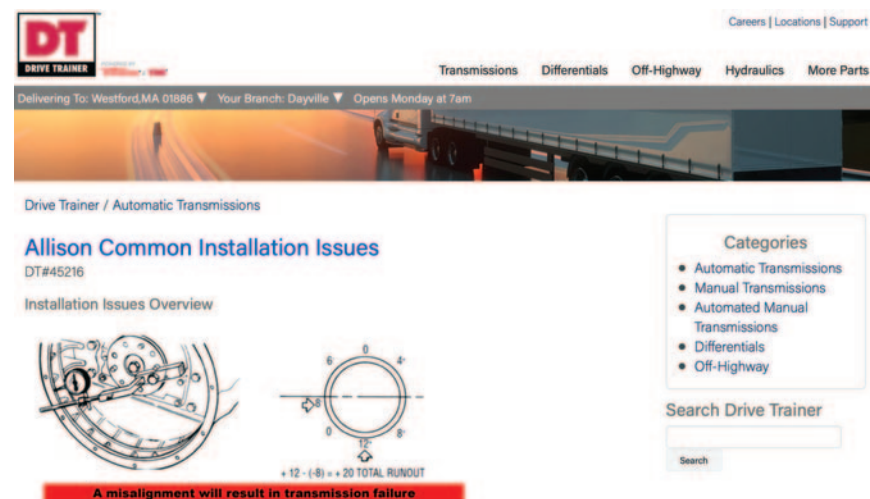 Careers | Locations | Support
DT
DRIVE TRAINER
Transmissions Differentials Off-Highway Hydraulics More Parts
Delivering To: Westford,MA 01886 ▼ Your Branch: Dayville ▼ Opens Monday at 7am
Drive Trainer / Automatic Transmissions
Allison Common Installation Issues
DT#45216
Installation Issues Overview
0
6 4
8
0 8
12
+ 12 - (-8) = + 20 TOTAL RUNOUT
A misalignment will result in transmission failure
Categories
Automatic Transmissions
Manual Transmissions
Automated Manual
Transmissions
Differentials
Off-Highway
Search Drive Trainer
Search